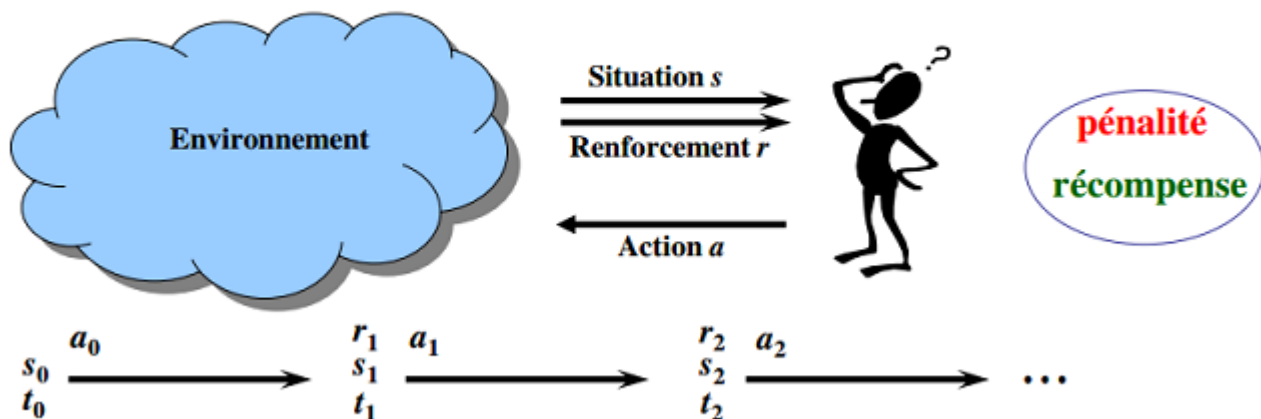 Situation s
Environnement
Renforcement r
?
pénalité
récompense
Action a
a₀ r₁ a₁ r₂ a₂
s₀ s₁ s₂ ...
t₀ t₁ t₂